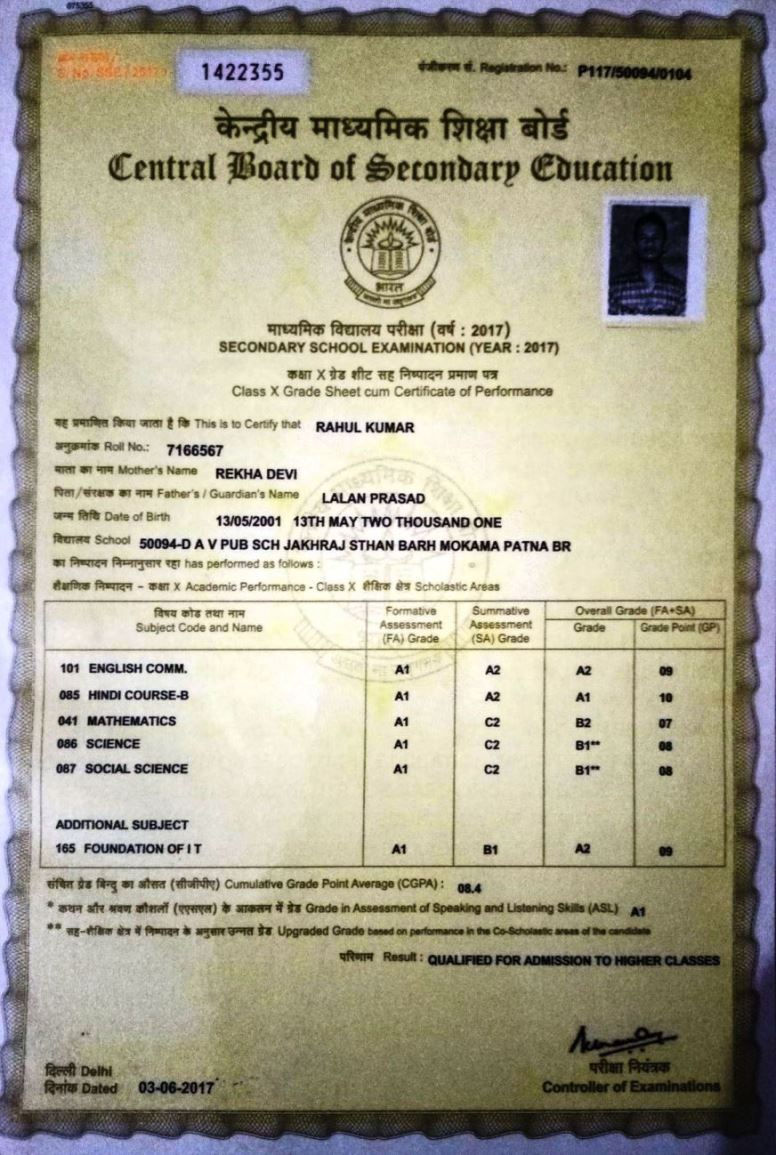 075355
S.No. SSE/2017/
1422355
पंजीकरण सं. Registration No.: P117/50094/0104
केन्द्रीय माध्यमिक शिक्षा बोर्ड
Central Board of Secondary Education
केन्द्रीय माध्यमिक शिक्षा बोर्ड
भारत
माध्यमिक विद्यालय परीक्षा (वर्ष : 2017)
SECONDARY SCHOOL EXAMINATION (YEAR : 2017)
कक्षा X ग्रेड शीट सह निष्पादन प्रमाण पत्र
Class X Grade Sheet cum Certificate of Performance
यह प्रमाणित किया जाता है कि This is to Certify that RAHUL KUMAR
अनुक्रमांक Roll No.: 7166567
माता का नाम Mother's Name REKHA DEVI
पिता/संरक्षक का नाम Father's / Guardian's Name LALAN PRASAD
जन्म तिथि Date of Birth 13/05/2001 13TH MAY TWO THOUSAND ONE
विद्यालय School 50094-D A V PUB SCH JAKHRAJ STHAN BARH MOKAMA PATNA BR
का निष्पादन निम्नानुसार रहा has performed as follows :
शैक्षणिक निष्पादन – कक्षा X Academic Performance - Class X शैक्षिक क्षेत्र Scholastic Areas
विषय कोड तथा नाम Subject Code and Name Formative Assessment (FA) Grade Summative Assessment (SA) Grade Overall Grade (FA+SA)
Grade Grade Point (GP)
101 ENGLISH COMM. A1 A2 A2 09
085 HINDI COURSE-B A1 A2 A1 10
041 MATHEMATICS A1 C2 B2 07
086 SCIENCE A1 C2 B1** 08
087 SOCIAL SCIENCE A1 C2 B1** 08
ADDITIONAL SUBJECT
165 FOUNDATION OF I T A1 B1 A2 09
संचित ग्रेड बिन्दु का औसत (सीजीपीए) Cumulative Grade Point Average (CGPA) : 08.4
* कथन और श्रवण कौशलों (एएसएल) के आकलन में ग्रेड Grade in Assessment of Speaking and Listening Skills (ASL) A1
** सह-शैक्षिक क्षेत्र में निष्पादन के अनुसार उन्नत ग्रेड Upgraded Grade based on performance in the Co-Scholastic areas of the candidate
परिणाम Result : QUALIFIED FOR ADMISSION TO HIGHER CLASSES
दिल्ली Delhi
दिनांक Dated 03-06-2017
परीक्षा नियंत्रक
Controller of Examinations